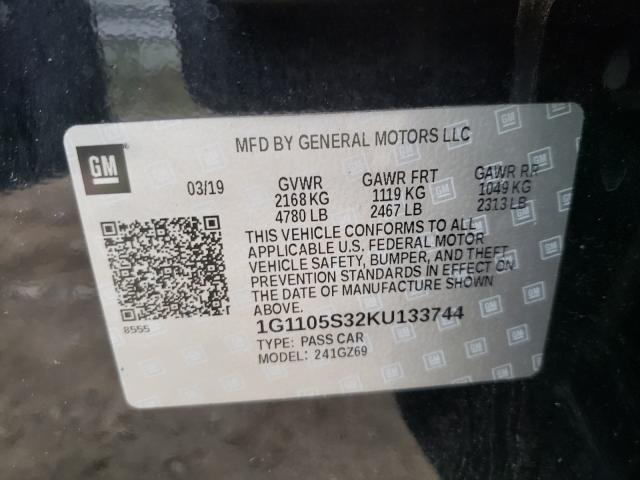 MFD BY GENERAL MOTORS LLC
GM
03/19 GVWR GAWR FRT GAWR RR
2168 KG 1119 KG 1049 KG
4780 LB 2467 LB 2313 LB
THIS VEHICLE CONFORMS TO ALL
APPLICABLE U.S. FEDERAL MOTOR
VEHICLE SAFETY, BUMPER, AND THEFT
PREVENTION STANDARDS IN EFFECT ON
THE DATE OF MANUFACTURE SHOWN
ABOVE.
8555
1G1105S32KU133744
TYPE: PASS CAR
MODEL: 241GZ69